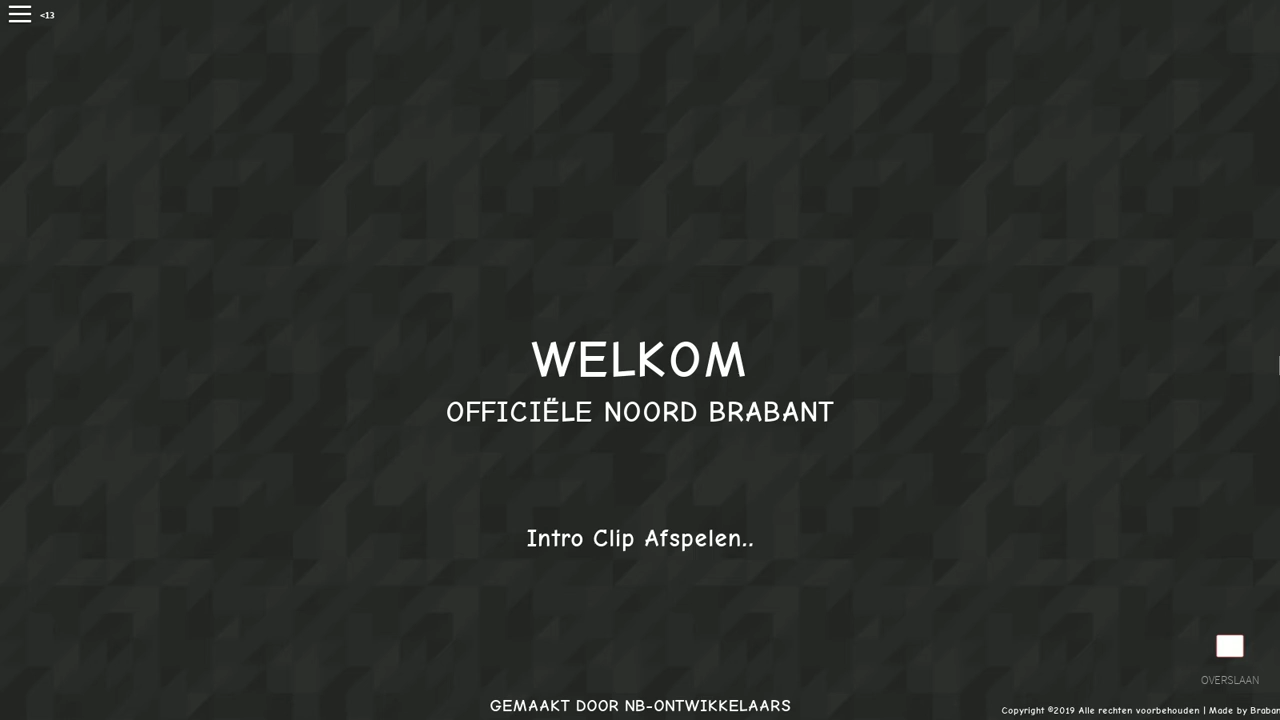 <13
WELKOM
OFFICIËLE NOORD BRABANT
Intro Clip Afspelen..
OVERSLAAN
GEMAAKT DOOR NB-ONTWIKKELAARS
Copyright ©2019 Alle rechten voorbehouden | Made by Braban